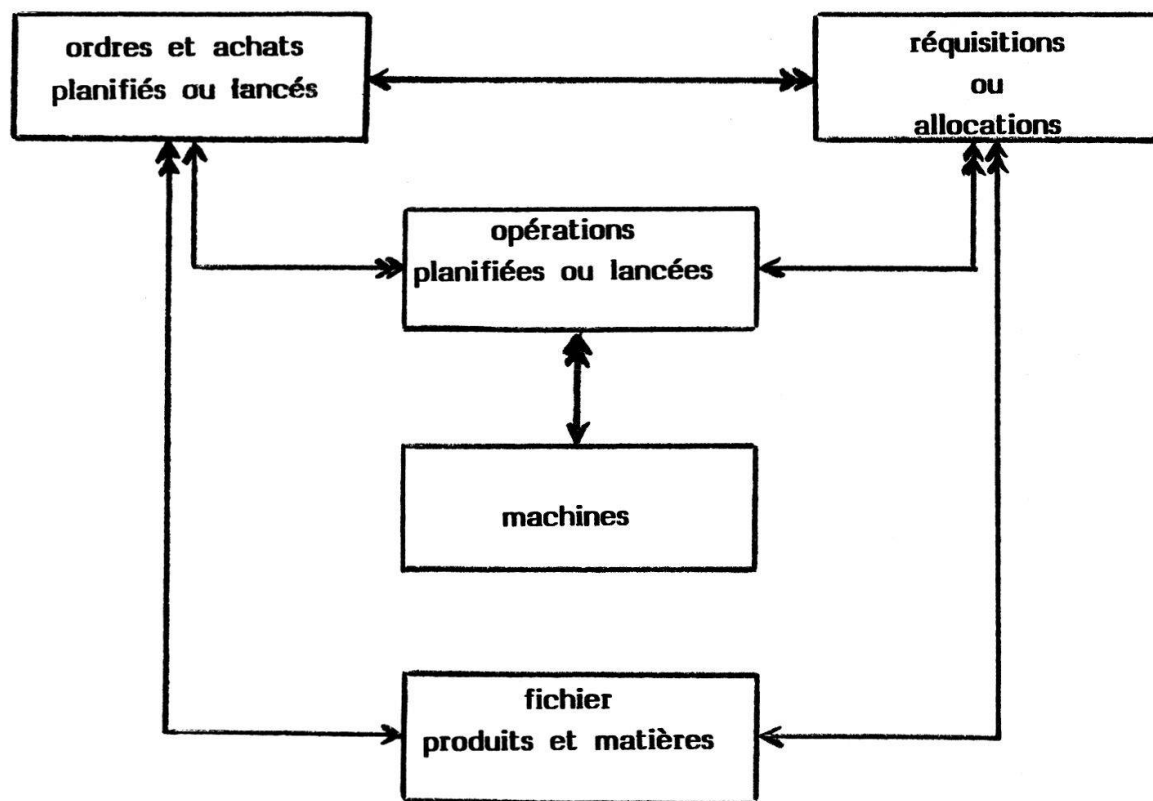 ordres et achats
planifiés ou lancés
réquisitions
ou
allocations
opérations
planifiées ou lancées
machines
fichier
produits et matières